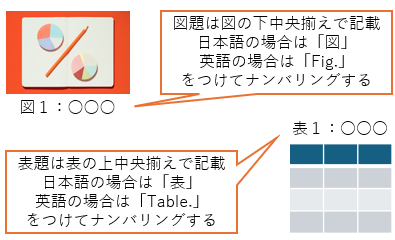 図題は図の下中央揃えで記載
日本語の場合は「図」
英語の場合は「Fig.」
をつけてナンバリングする
図１：〇〇〇
表１：〇〇〇
表題は表の上中央揃えで記載
日本語の場合は「表」
英語の場合は「Table.」
をつけてナンバリングする